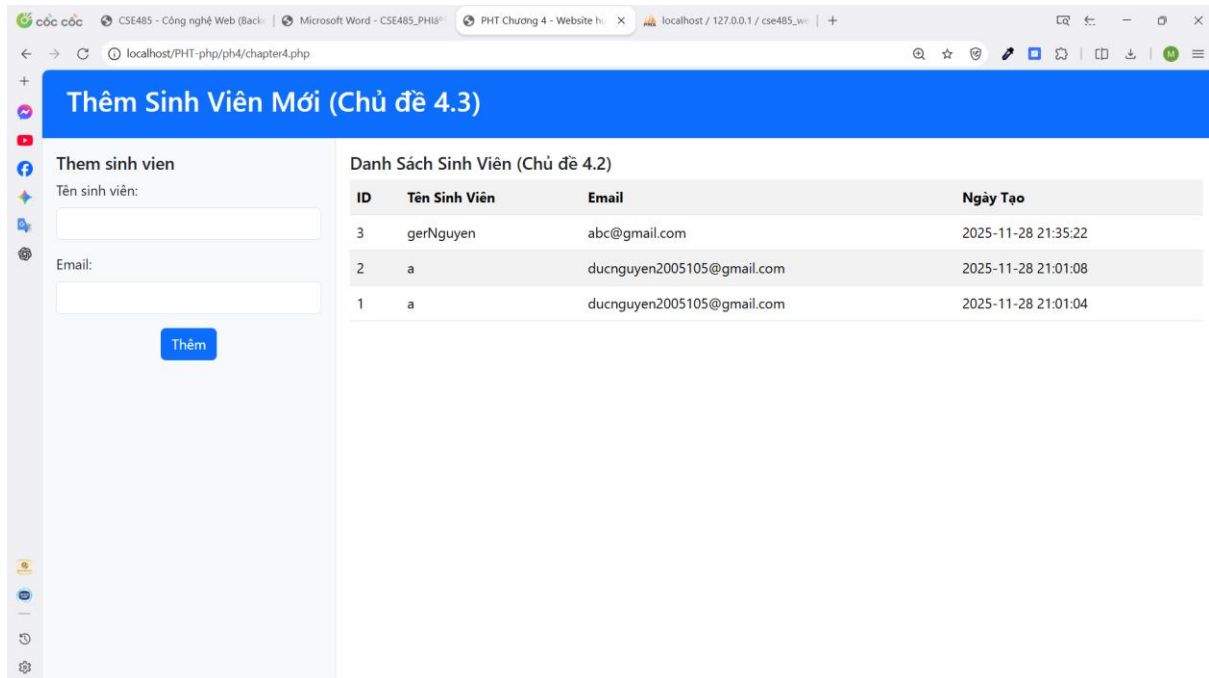 cốc cốc
CSE485 - Công nghệ Web (Back
Microsoft Word - CSE485_PHIá
PHT Chương 4 - Website h
localhost / 127.0.0.1 / cse485_we
localhost/PHT-php/ph4/chapter4.php
M
Thêm Sinh Viên Mới (Chủ đề 4.3)
Them sinh vien
Tên sinh viên:
Email:
Thêm
Danh Sách Sinh Viên (Chủ đề 4.2)
ID Tên Sinh Viên Email Ngày Tạo
3 gerNguyen abc@gmail.com 2025-11-28 21:35:22
2 a ducnguyen2005105@gmail.com 2025-11-28 21:01:08
1 a ducnguyen2005105@gmail.com 2025-11-28 21:01:04